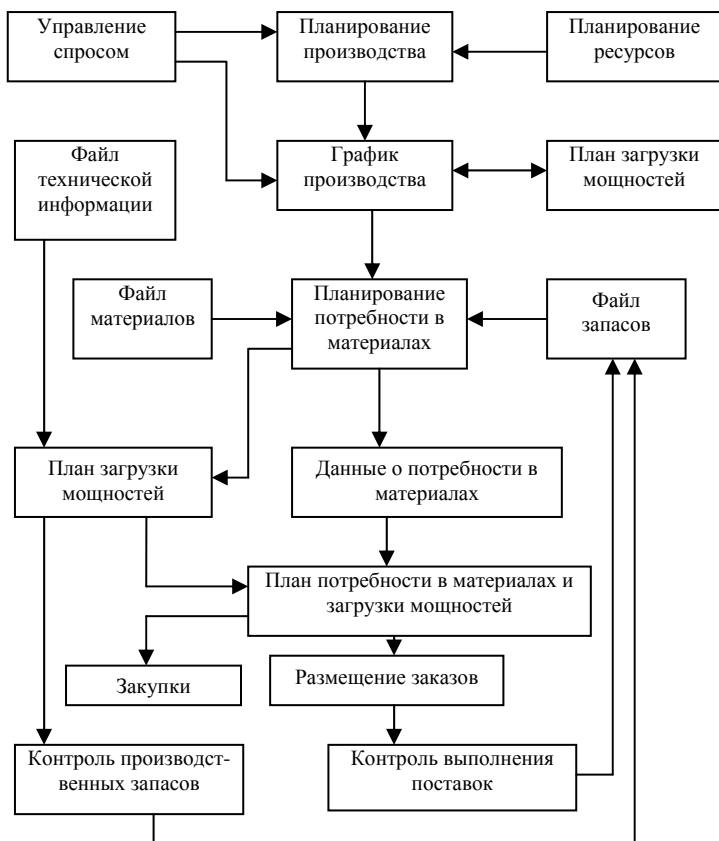 Управление
спросом
Планирование
производства
Планирование
ресурсов
Файл
технической
информации
График
производства
План загрузки
мощностей
Файл
материалов
Планирование
потребности в
материалах
Файл
запасов
План загрузки
мощностей
Данные о потребности в
материалах
План потребности в материалах и
загрузки мощностей
Закупки
Размещение заказов
Контроль производст-
венных запасов
Контроль выполнения
поставок